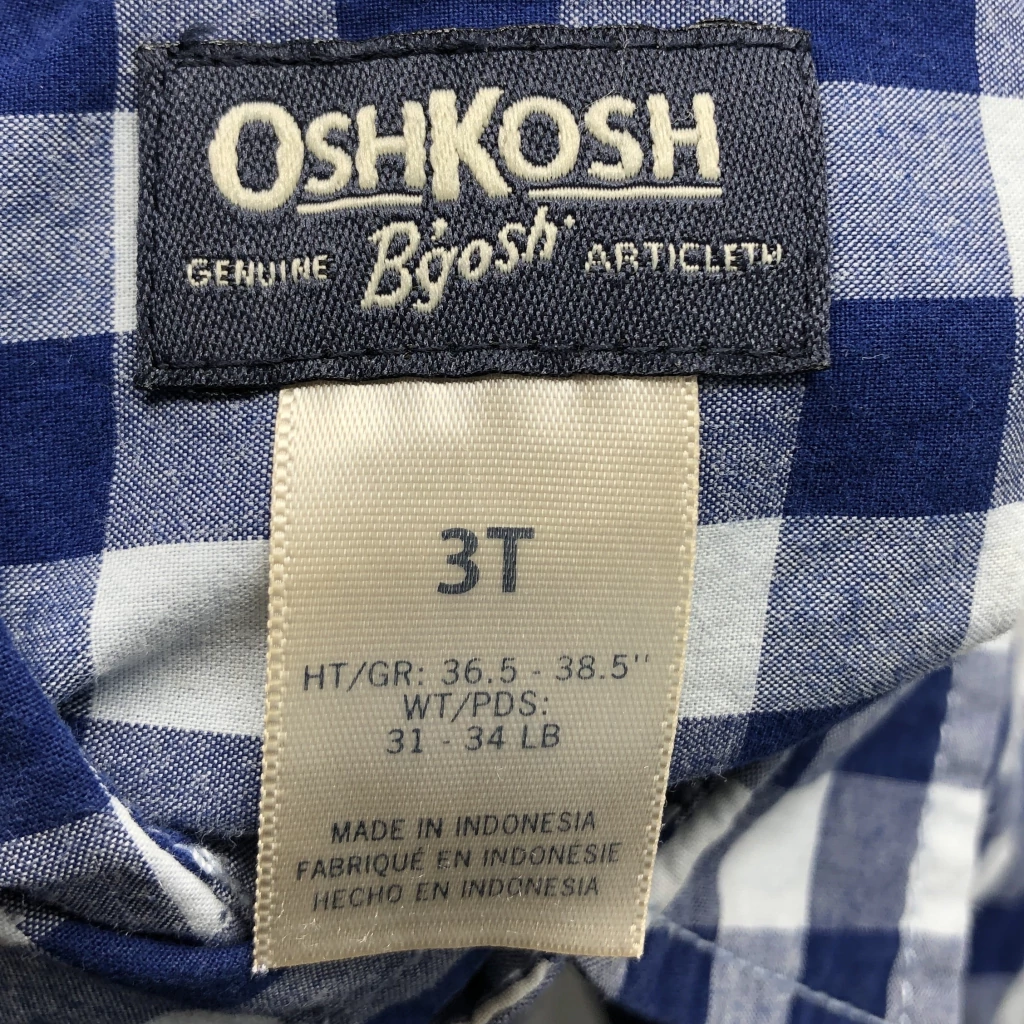 OSHKOSH
GENUINE B'gosh ARTICLETM
3T
HT/GR: 36.5 - 38.5"
WT/PDS:
31 - 34 LB
MADE IN INDONESIA
FABRIQUÉ EN INDONESIE
HECHO EN INDONESIA